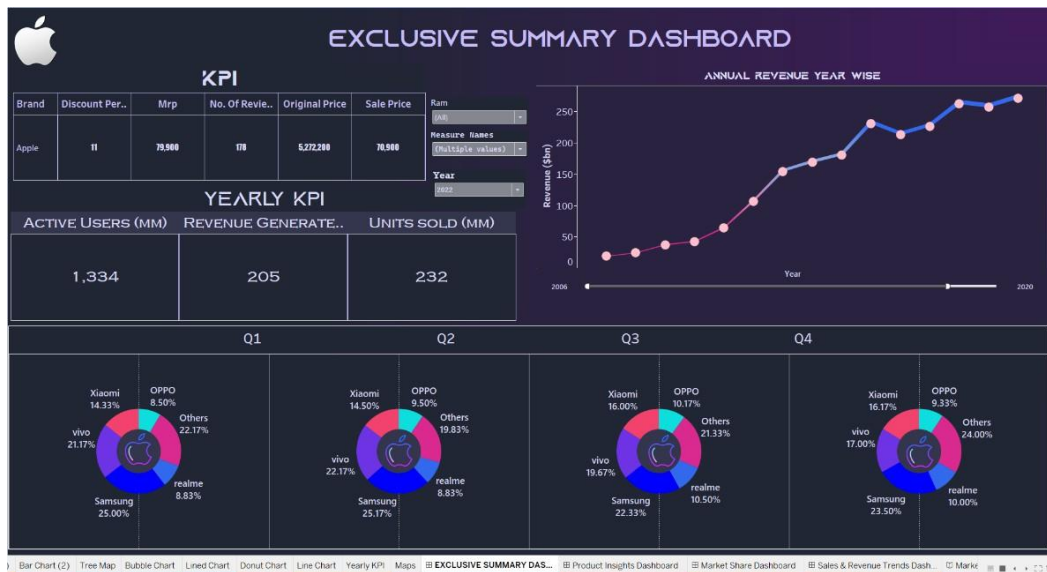 EXCLUSIVE SUMMARY DASHBOARD
KPI
Brand Discount Per.. Mrp No. Of Revie.. Original Price Sale Price
Apple 11 79,900 178 5,272,200 70,900
Ram
(All)
Measure Names
(Multiple values)
Year
2022
YEARLY KPI
ACTIVE USERS (MM) REVENUE GENERATE.. UNITS SOLD (MM)
1,334 205 232
ANNUAL REVENUE YEAR WISE
Revenue ($bn)
250
200
150
100
50
0
Year
2006 2020
Q1 Q2 Q3 Q4
Xiaomi
14.33%
OPPO
8.50%
Others
22.17%
vivo
21.17%
realme
8.83%
Samsung
25.00%
Xiaomi
14.50%
OPPO
9.50%
Others
19.83%
vivo
22.17%
realme
8.83%
Samsung
25.17%
Xiaomi
16.00%
OPPO
10.17%
Others
21.33%
vivo
19.67%
realme
10.50%
Samsung
22.33%
Xiaomi
16.17%
OPPO
9.33%
Others
24.00%
vivo
17.00%
realme
10.00%
Samsung
23.50%
Bar Chart (2) Tree Map Bubble Chart Lined Chart Donut Chart Line Chart Yearly KPI Maps EXCLUSIVE SUMMARY DAS... Product Insights Dashboard Market Share Dashboard Sales & Revenue Trends Dash... Marke